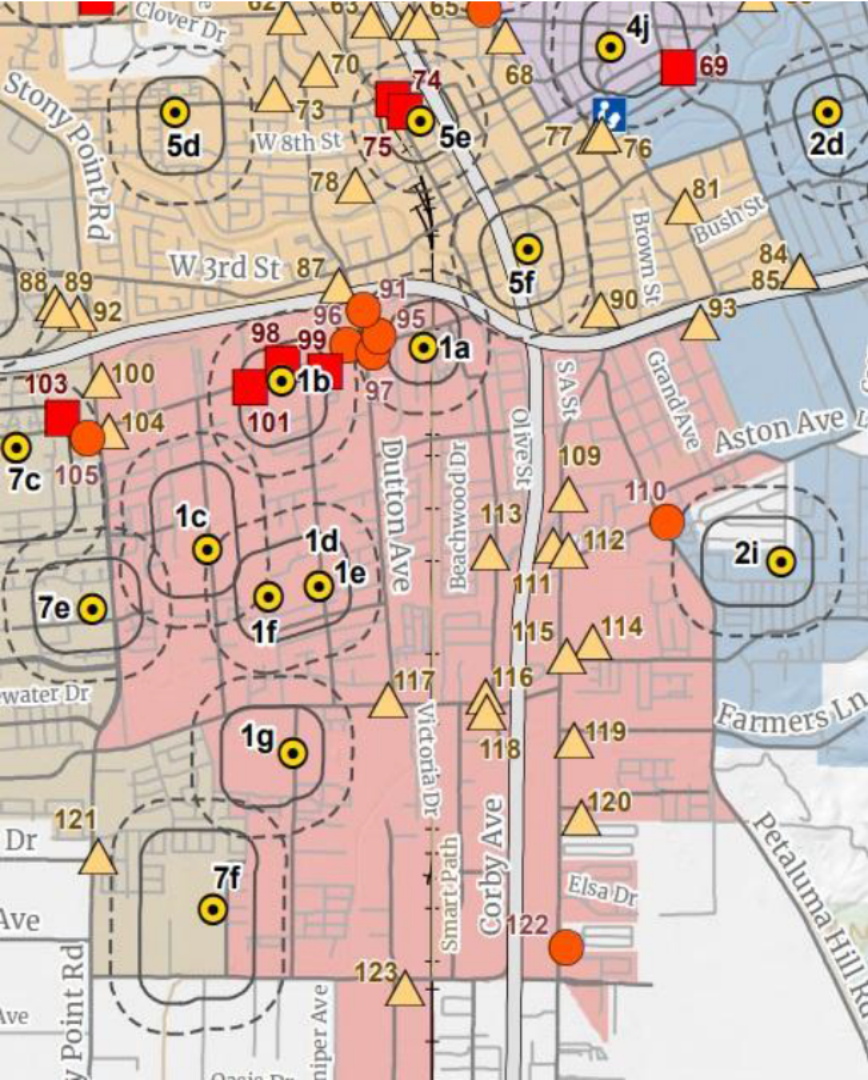 62
63
65
Clover Dr
4j
68
69
70
74
73
Stony Point Rd
5d
W 8th St
75
5e
77
76
2d
78
81
Bush St
Brown St
W 3rd St
87
5f
84
85
88
89
92
91
90
93
96
95
98
99
1a
1b
97
101
100
103
104
105
7c
S A St
Grand Ave
Olive St
Aston Ave
Dutton Ave
Beachwood Dr
109
110
113
112
111
1c
1d
1e
1f
2i
7e
115
114
117
116
118
ewater Dr
Farmers Ln
1g
Victoria Dr
119
120
121
Dr
7f
Corby Ave
Smart Path
Elsa Dr
Petaluma Hill Rd
Ave
122
123
y Point Rd
Ave
niper Ave
Oasis Dr